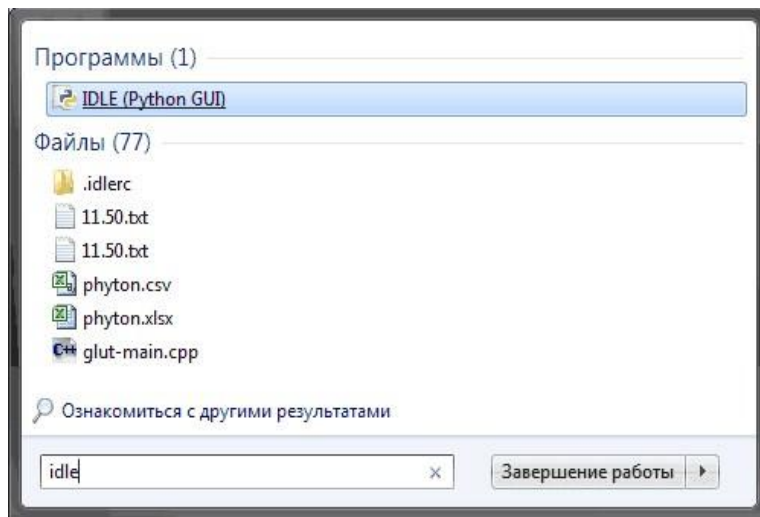 Программы (1)
IDLE (Python GUI)
Файлы (77)
.idlerc
11.50.txt
11.50.txt
phyton.csv
phyton.xlsx
C++ glut-main.cpp
Ознакомиться с другими результатами
idle
Завершение работы